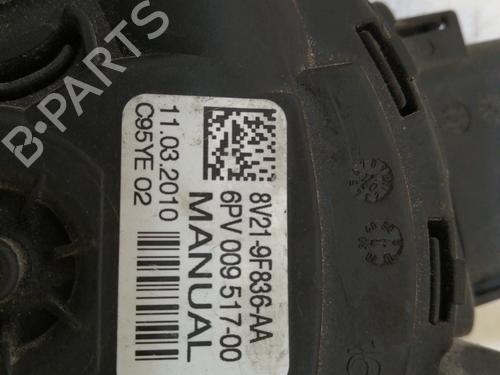 B-PARTS
8V21-9F836-AA
6PV 009 517-00
MANUAL
11.03.2010
C95YE 02